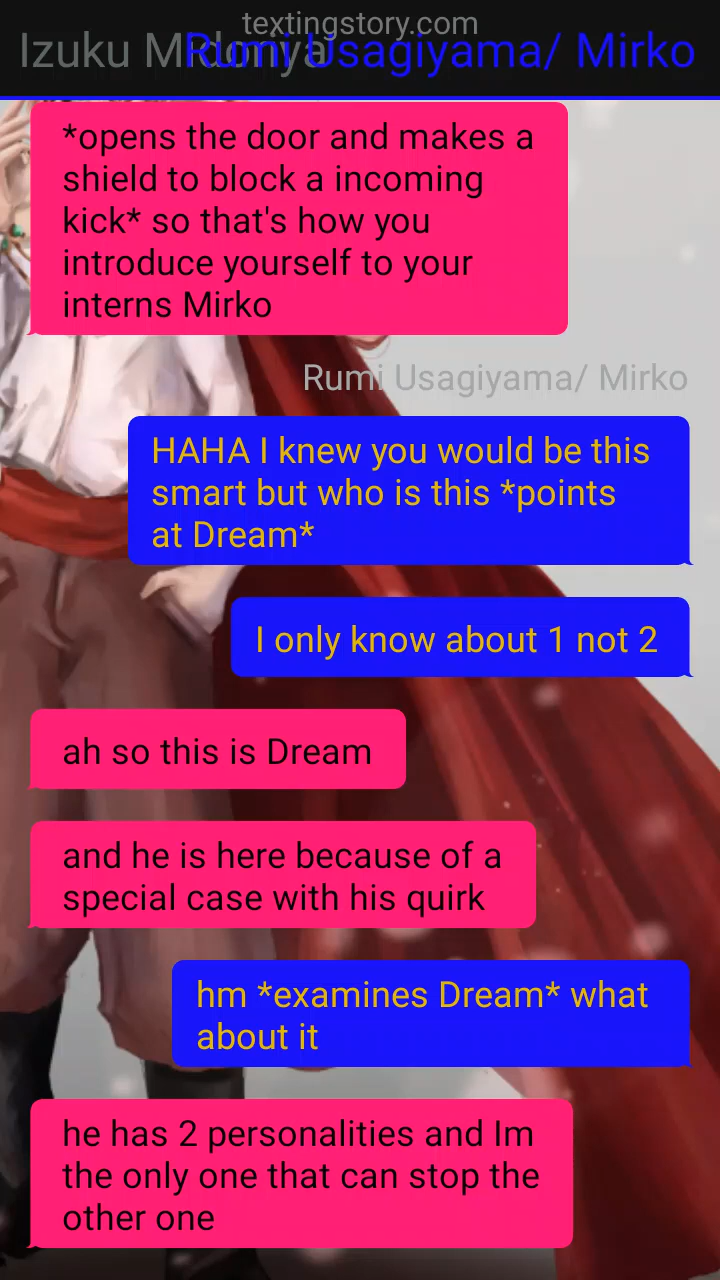 textingstory.com
Izuku Midoriya
Rumi Usagiyama/ Mirko
*opens the door and makes a
shield to block a incoming
kick* so that's how you
introduce yourself to your
interns Mirko
Rumi Usagiyama/ Mirko
HAHA I knew you would be this
smart but who is this *points
at Dream*
I only know about 1 not 2
ah so this is Dream
and he is here because of a
special case with his quirk
hm *examines Dream* what
about it
he has 2 personalities and Im
the only one that can stop the
other one